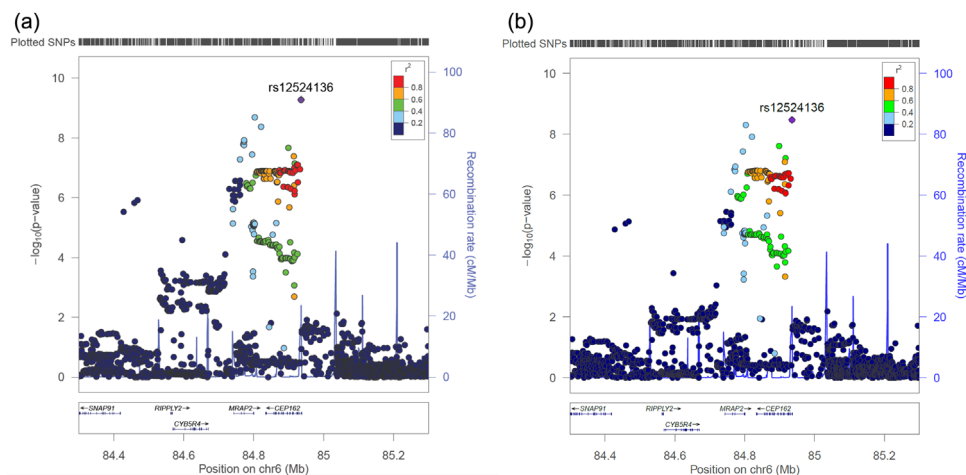 (a)
Plotted SNPs
rs12524136
r²
0.8
0.6
0.4
0.2
10
8
6
4
2
0
−log₁₀(p-value)
100
80
60
40
20
0
Recombination rate (cM/Mb)
←SNAP91
RIPPLY2→
CYB5R4→
MRAP2→
←CEP162
84.4 84.6 84.8 85 85.2
Position on chr6 (Mb)
(b)
Plotted SNPs
rs12524136
r²
0.8
0.6
0.4
0.2
10
8
6
4
2
0
−log₁₀(p-value)
100
80
60
40
20
0
Recombination rate (cM/Mb)
←SNAP91
RIPPLY2→
CYB5R4→
MRAP2→
←CEP162
84.4 84.6 84.8 85 85.2
Position on chr6 (Mb)